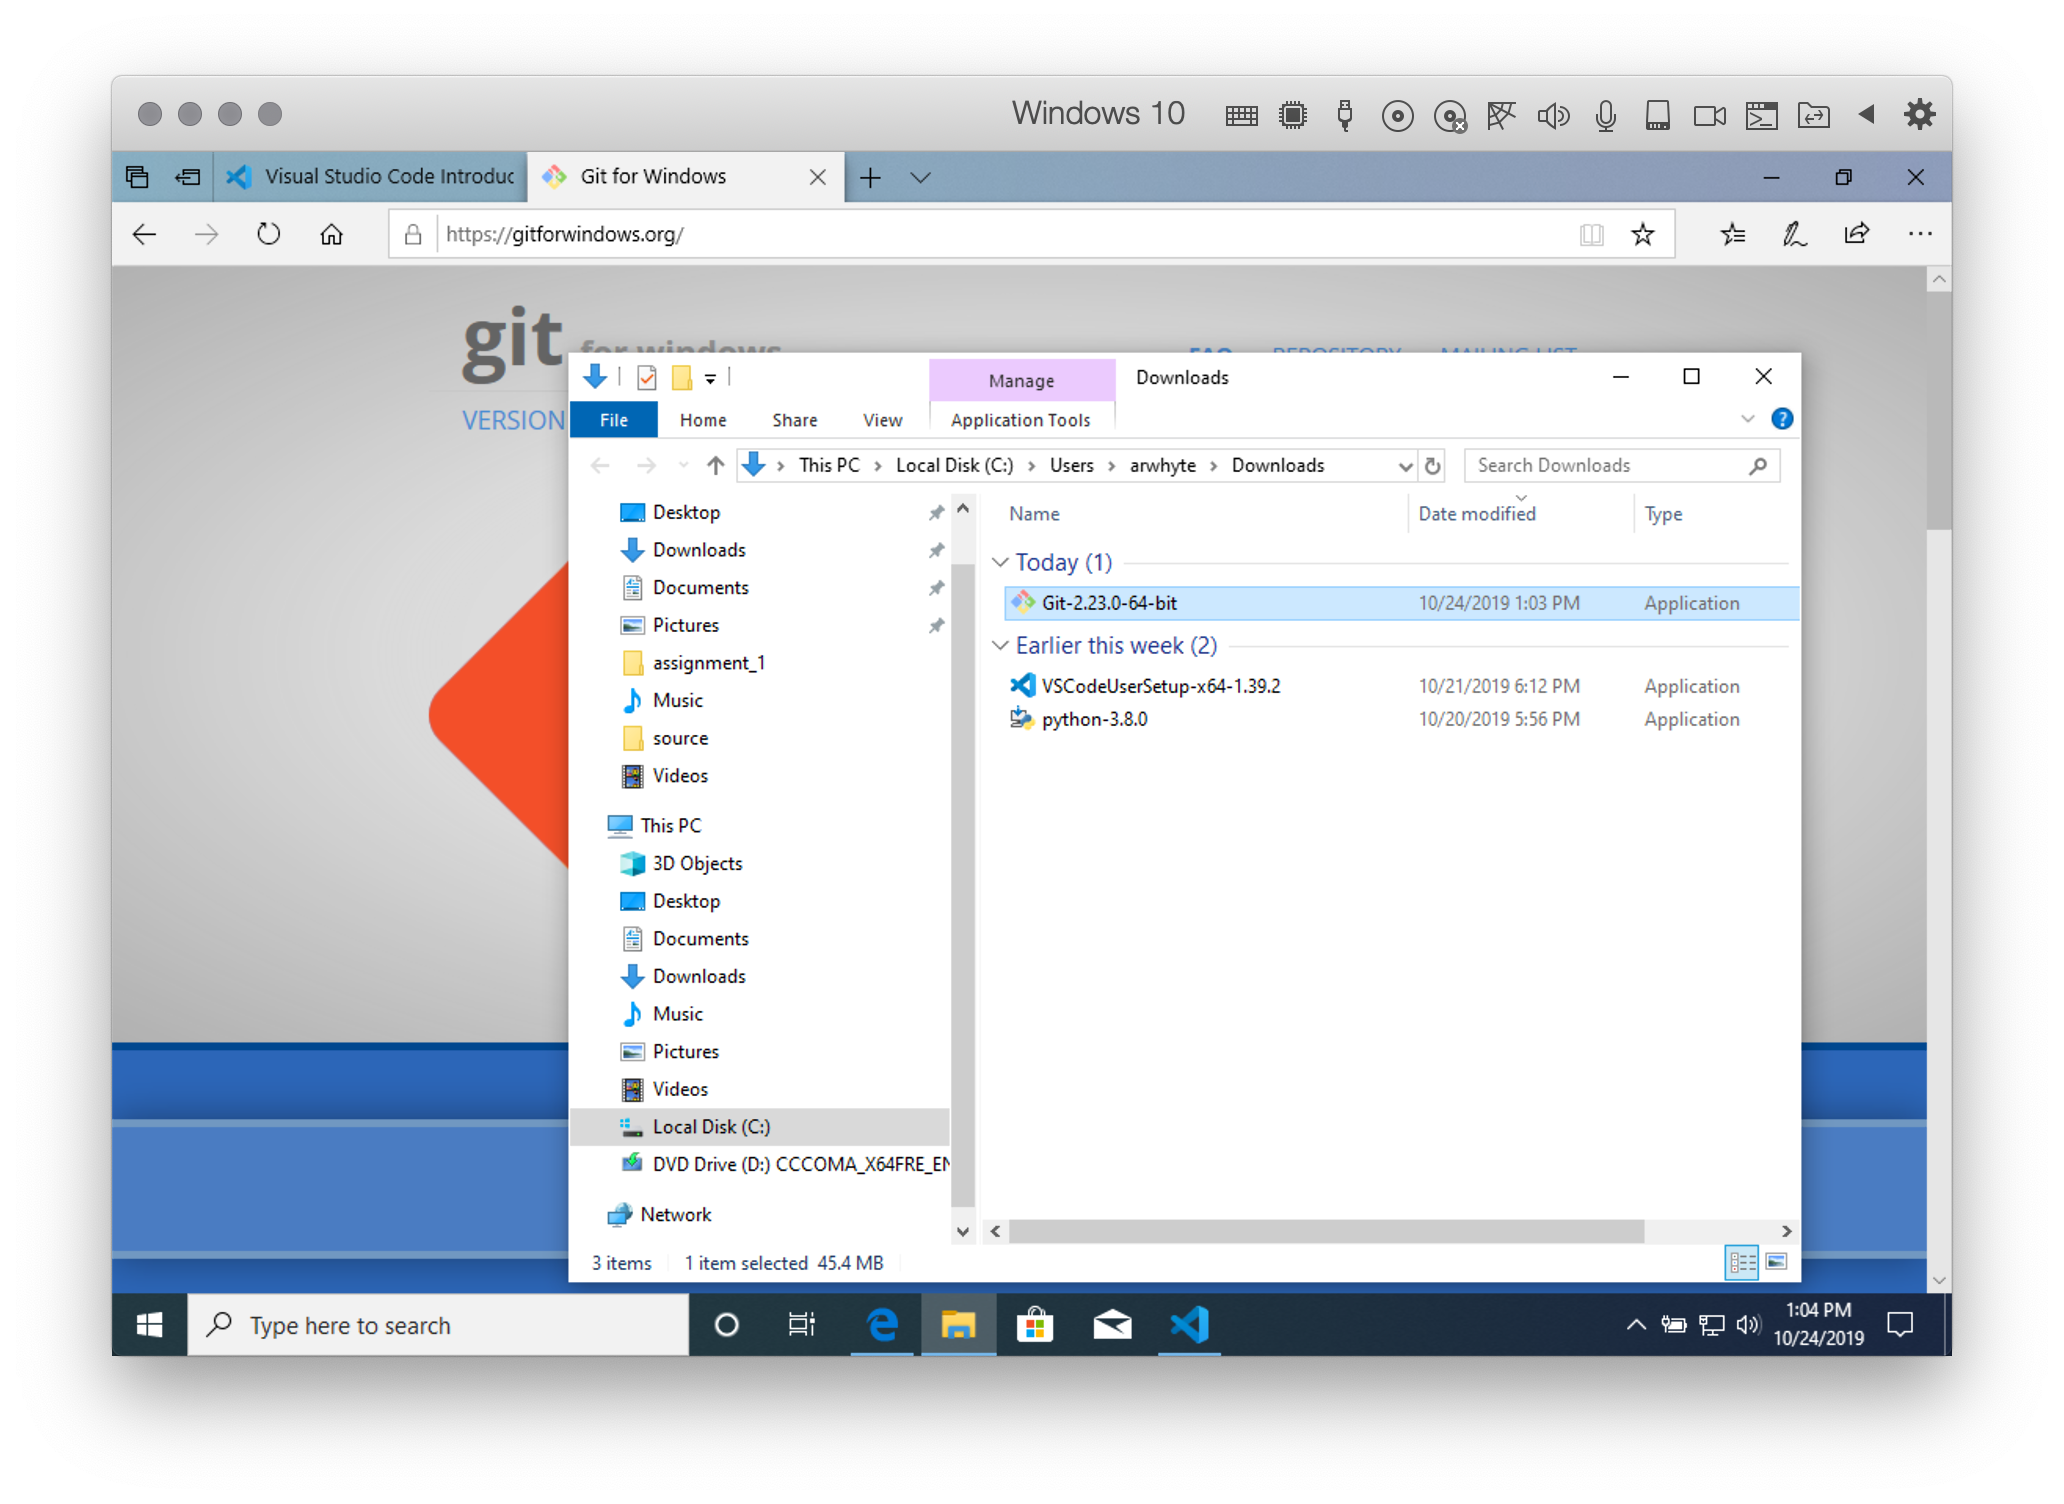 Windows 10
Visual Studio Code Introduc
Git for Windows
https://gitforwindows.org/
git for windows
FAQ REPOSITORY MAILING LIST
VERSION
Manage
Downloads
File Home Share View Application Tools
This PC > Local Disk (C:) > Users > arwhyte > Downloads
Search Downloads
Desktop
Downloads
Documents
Pictures
assignment_1
Music
source
Videos
This PC
3D Objects
Desktop
Documents
Downloads
Music
Pictures
Videos
Local Disk (C:)
DVD Drive (D:) CCCOMA_X64FRE_EN
Network
Name Date modified Type
Today (1)
Git-2.23.0-64-bit 10/24/2019 1:03 PM Application
Earlier this week (2)
VSCodeUserSetup-x64-1.39.2 10/21/2019 6:12 PM Application
python-3.8.0 10/20/2019 5:56 PM Application
3 items 1 item selected 45.4 MB
Type here to search
1:04 PM
10/24/2019